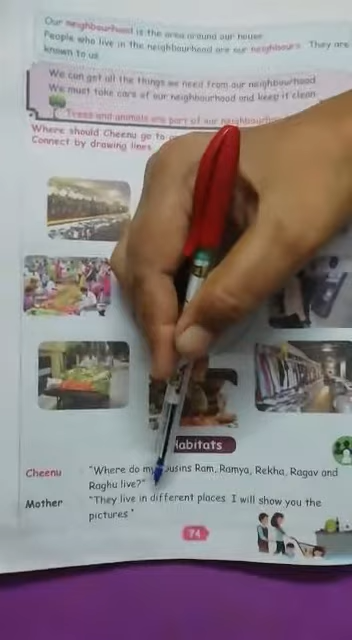 Our neighbourhood is the area around our house.
People who live in the neighbourhood are our neighbours. They are
known to us.
We can get all the things we need from our neighbourhood.
We must take care of our neighbourhood and keep it clean.
Trees and animals are part of our
Where should Cheenu go to
Connect by drawing lines
Habitats
Cheenu "Where do my Ram, Ramya, Rekha, Ragav and
Raghu live?"
Mother "They live in different places. I will show you the
pictures."
74